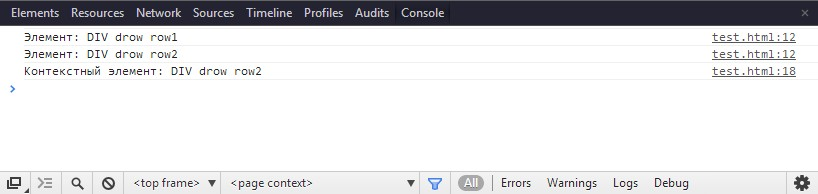 Elements Resources Network Sources Timeline Profiles Audits Console ×
Элемент: DIV drow row1 test.html:12
Элемент: DIV drow row2 test.html:12
Контекстный элемент: DIV drow row2 test.html:18
<top frame> ▼ <page context> ▼ All Errors Warnings Logs Debug